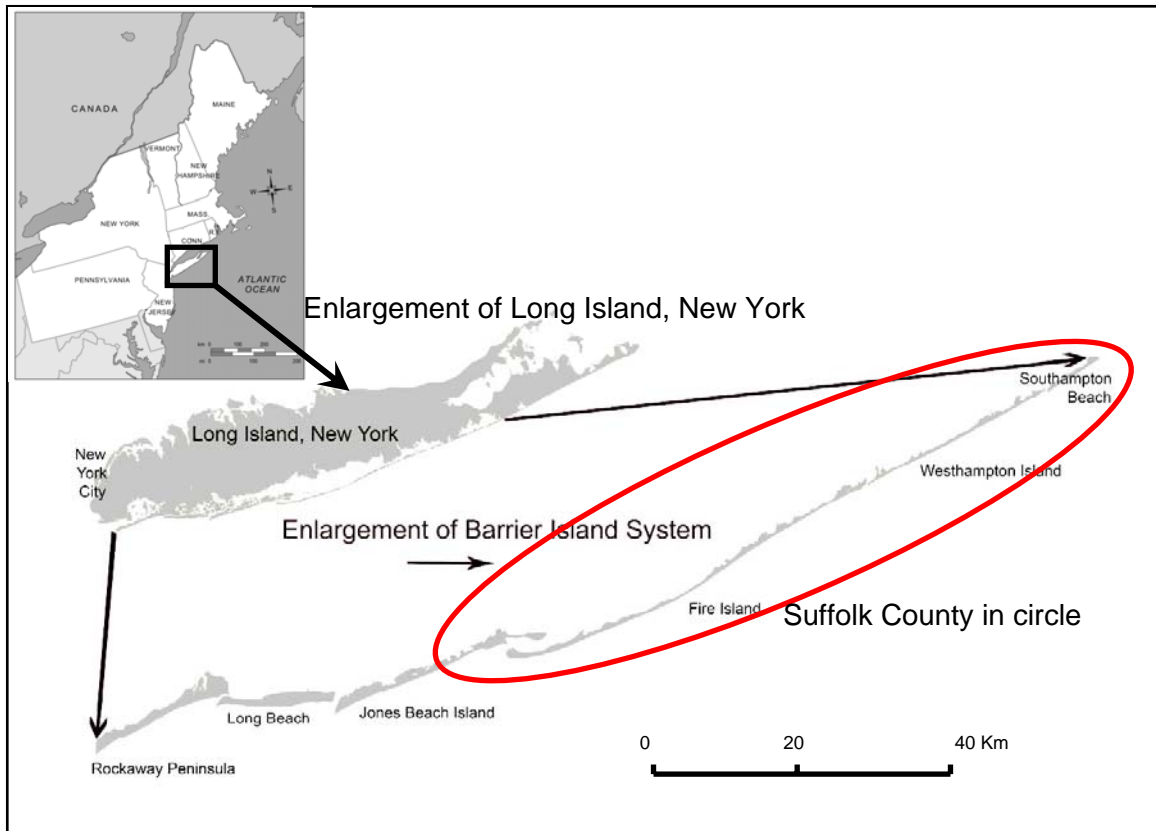 CANADA
MAINE
VERMONT
NEW
HAMPSHIRE
NEW YORK
MASS.
CONN.
R.I.
PENNSYLVANIA
NEW
JERSEY
ATLANTIC
OCEAN
N
W
E
S
Enlargement of Long Island, New York
Long Island, New York
New
York
City
Southampton
Beach
Westhampton Island
Enlargement of Barrier Island System
Fire Island
Suffolk County in circle
Jones Beach Island
Long Beach
Rockaway Peninsula
0 20 40 Km